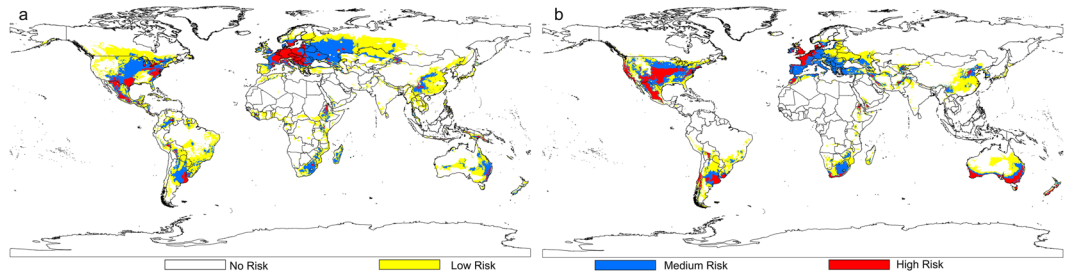 a
b
No Risk
Low Risk
Medium Risk
High Risk